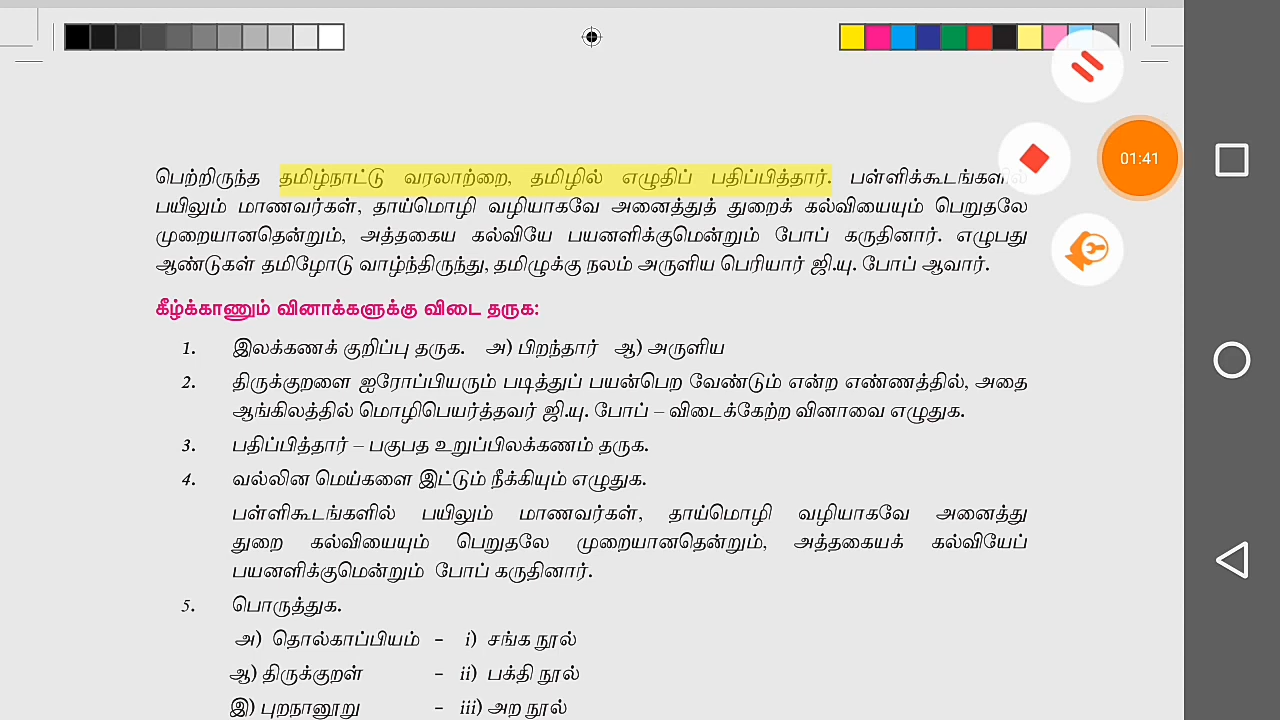 பெற்றிருந்த தமிழ்நாட்டு வரலாற்றை, தமிழில் எழுதிப் பதிப்பித்தார். பள்ளிக்கூடங்களில்
01:41
பயிலும் மாணவர்கள், தாய்மொழி வழியாகவே அனைத்துத் துறைக் கல்வியையும் பெறுதலே
முறையானதென்றும், அத்தகைய கல்வியே பயனளிக்குமென்றும் போப் கருதினார். எழுபது
ஆண்டுகள் தமிழோடு வாழ்ந்திருந்து, தமிழுக்கு நலம் அருளிய பெரியார் ஜி.யு. போப் ஆவார்.
கீழ்க்காணும் வினாக்களுக்கு விடை தருக:
1. இலக்கணக் குறிப்பு தருக. அ) பிறந்தார் ஆ) அருளிய
2. திருக்குறளை ஐரோப்பியரும் படித்துப் பயன்பெற வேண்டும் என்ற எண்ணத்தில், அதை
ஆங்கிலத்தில் மொழிபெயர்த்தவர் ஜி.யு. போப் – விடைக்கேற்ற வினாவை எழுதுக.
3. பதிப்பித்தார் – பகுபத உறுப்பிலக்கணம் தருக.
4. வல்லின மெய்களை இட்டும் நீக்கியும் எழுதுக.
பள்ளிகூடங்களில் பயிலும் மாணவர்கள், தாய்மொழி வழியாகவே அனைத்து
துறை கல்வியையும் பெறுதலே முறையானதென்றும், அத்தகையக் கல்வியேப்
பயனளிக்குமென்றும் போப் கருதினார்.
5. பொருத்துக.
அ) தொல்காப்பியம் - i) சங்க நூல்
ஆ) திருக்குறள் - ii) பக்தி நூல்
இ) புறநானூறு - iii) அற நூல்